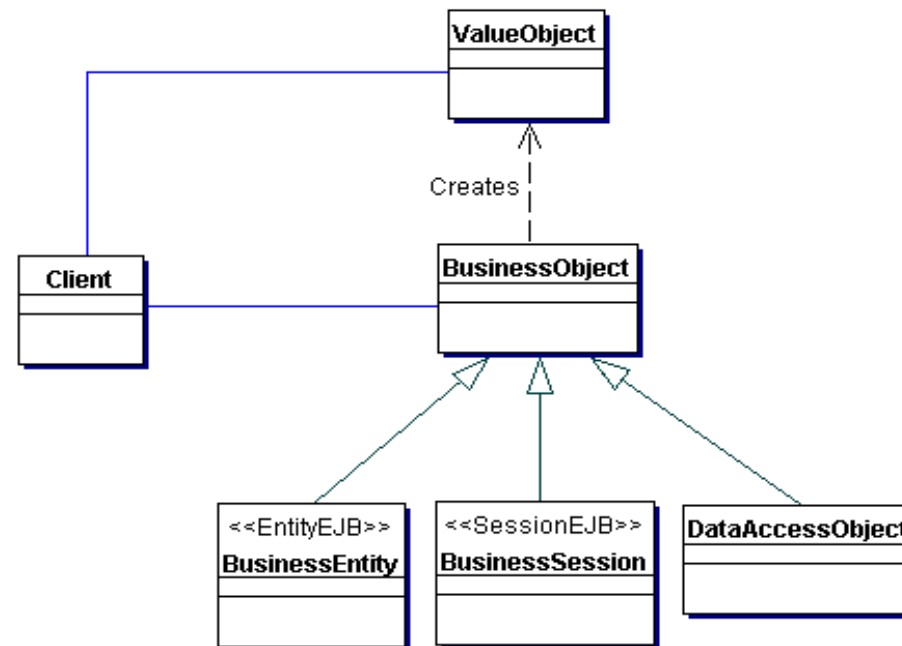 ValueObject
Creates
Client
BusinessObject
<<EntityEJB>>
BusinessEntity
<<SessionEJB>>
BusinessSession
DataAccessObject